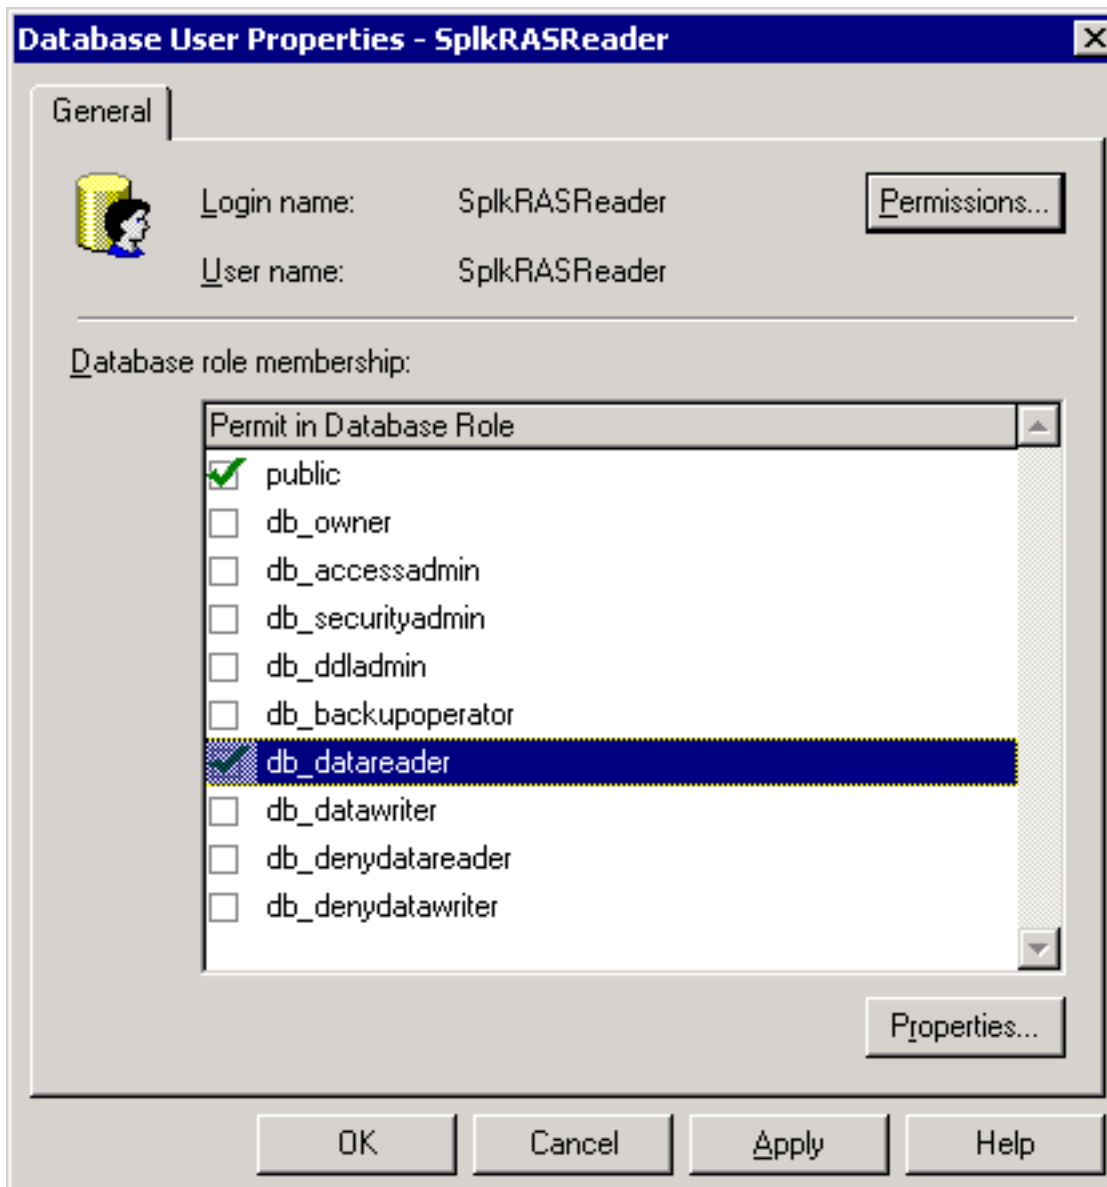 Database User Properties - SplkRASReader
General
Login name: SplkRASReader Permissions...
User name: SplkRASReader
Database role membership:
Permit in Database Role
public
db_owner
db_accessadmin
db_securityadmin
db_ddladmin
db_backupoperator
db_datareader
db_datawriter
db_denydatareader
db_denydatawriter
Properties...
OK Cancel Apply Help